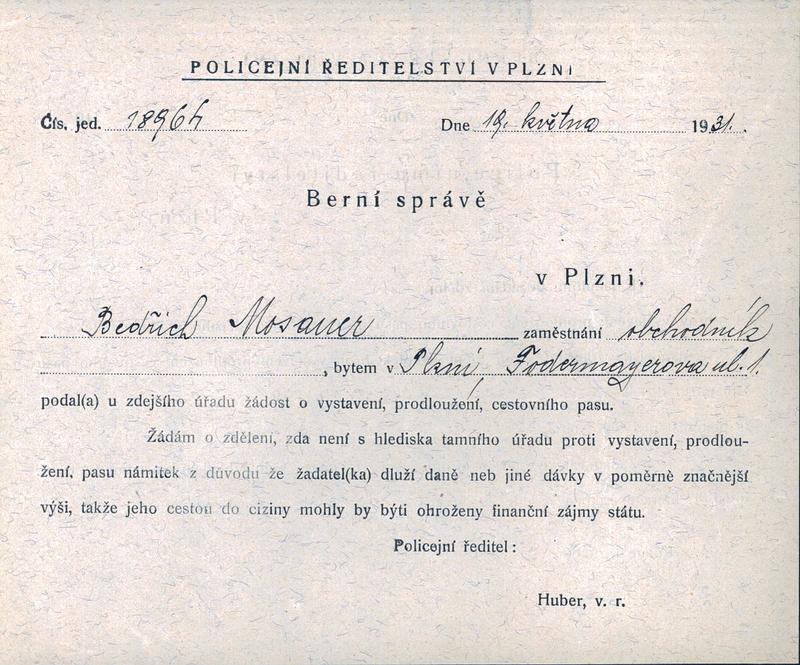 POLICEJNÍ ŘEDITELSTVÍ V PLZNI
Čís. jed. 18964 Dne 19. května 1931.
Berní správě
v Plzni.
Bedřich Mosauer zaměstnání obchodník
, bytem v Plzni, Fodermayerova ul. 1.
podal(a) u zdejšího úřadu žádost o vystavení, prodloužení, cestovního pasu.
Žádám o zdělení, zda není s hlediska tamního úřadu proti vystavení, prodlou-
žení, pasu námitek z důvodu že žadatel(ka) dluží daně neb jiné dávky v poměrně značnější
výši, takže jeho cestou do ciziny mohly by býti ohroženy finanční zájmy státu.
Policejní ředitel:
Huber, v. r.